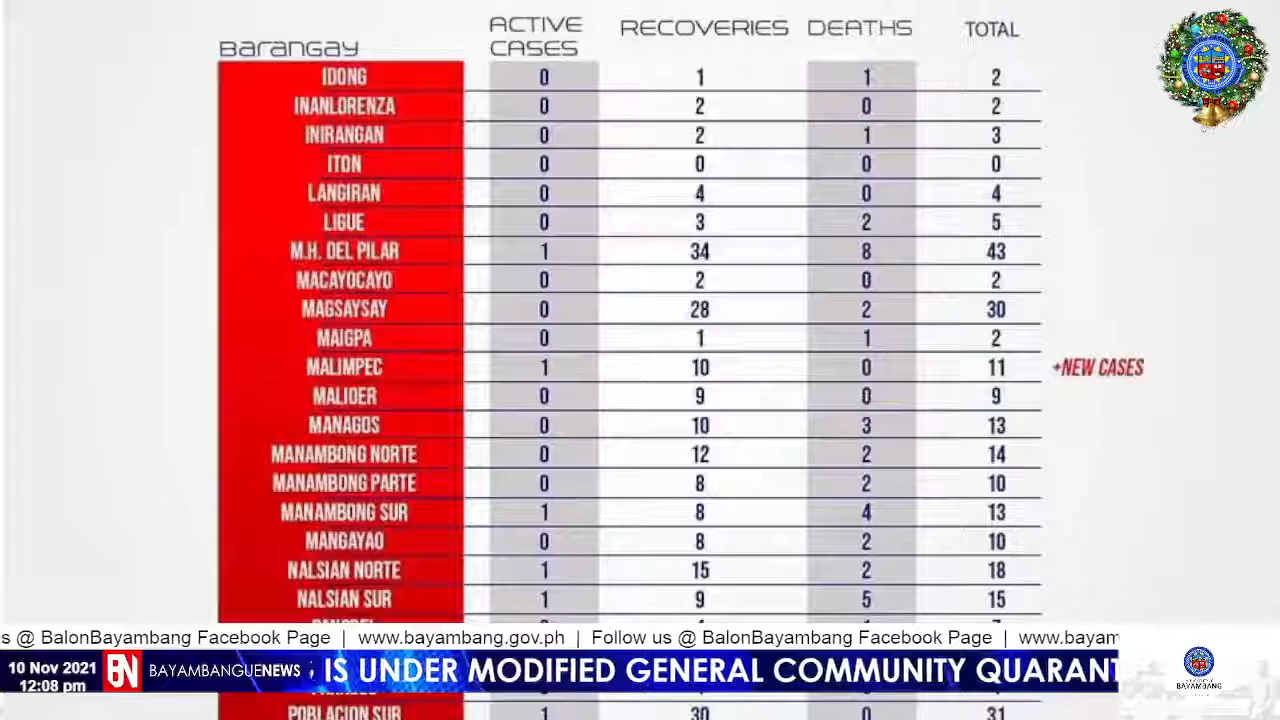 Barangay ACTIVE CASES RECOVERIES DEATHS TOTAL
IDONG 0 1 1 2
INANLORENZA 0 2 0 2
INIRANGAN 0 2 1 3
ITON 0 0 0 0
LANGIRAN 0 4 0 4
LIGUE 0 3 2 5
M.H. DEL PILAR 1 34 8 43
MACAYOCAYO 0 2 0 2
MAGSAYSAY 0 28 2 30
MAIGPA 0 1 1 2
MALIMPEC 1 10 0 11 +NEW CASES
MALIOER 0 9 0 9
MANAGOS 0 10 3 13
MANAMBONG NORTE 0 12 2 14
MANAMBONG PARTE 0 8 2 10
MANAMBONG SUR 1 8 4 13
MANGAYAO 0 8 2 10
NALSIAN NORTE 1 15 2 18
NALSIAN SUR 1 9 5 15
s @ BalonBayambang Facebook Page | www.bayambang.gov.ph | Follow us @ BalonBayambang Facebook Page | www.bayam
10 Nov 2021
12:08 pm
BN BAYAMBANGUENEWS
IS UNDER MODIFIED GENERAL COMMUNITY QUARANT
BAYAMBANG
POBLACION SUR 1 30 0 31